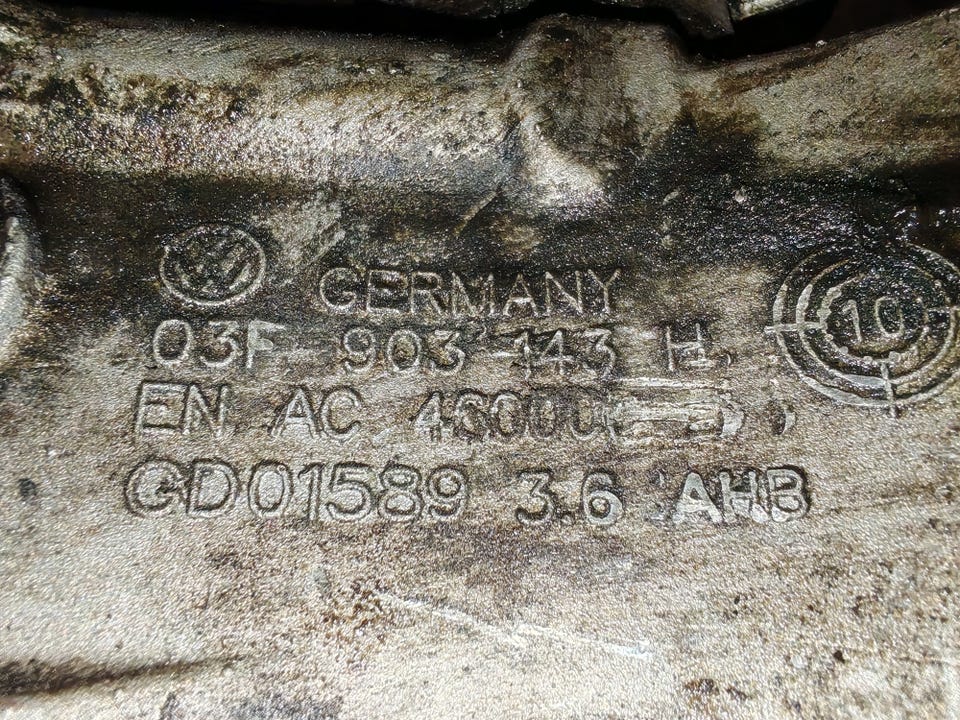 GERMANY
03F 903 143 H
10
EN AC
GD01589 3.6 AHB